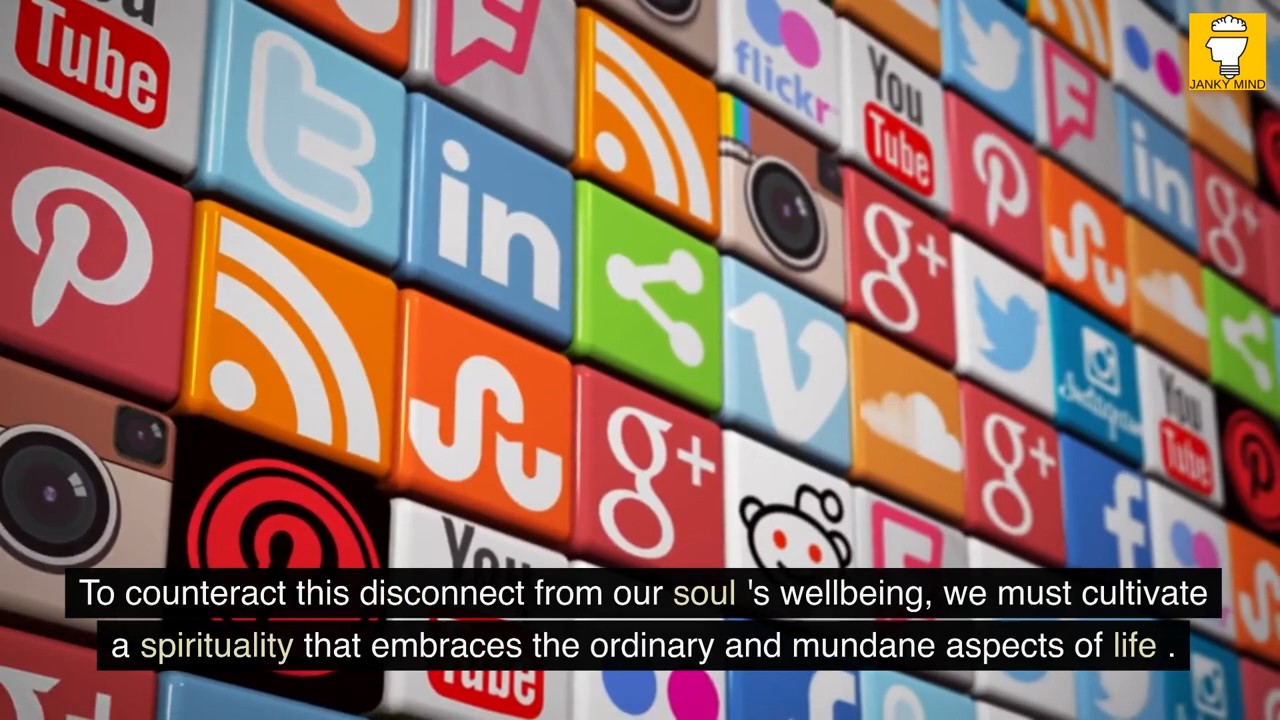 You
Tube
flickr
You
Tube
JANKY MIND
in
in
g+
g+
g+
g+
Instagram
You
Tube
f
You
To counteract this disconnect from our soul 's wellbeing, we must cultivate
a spirituality that embraces the ordinary and mundane aspects of life .
Tube